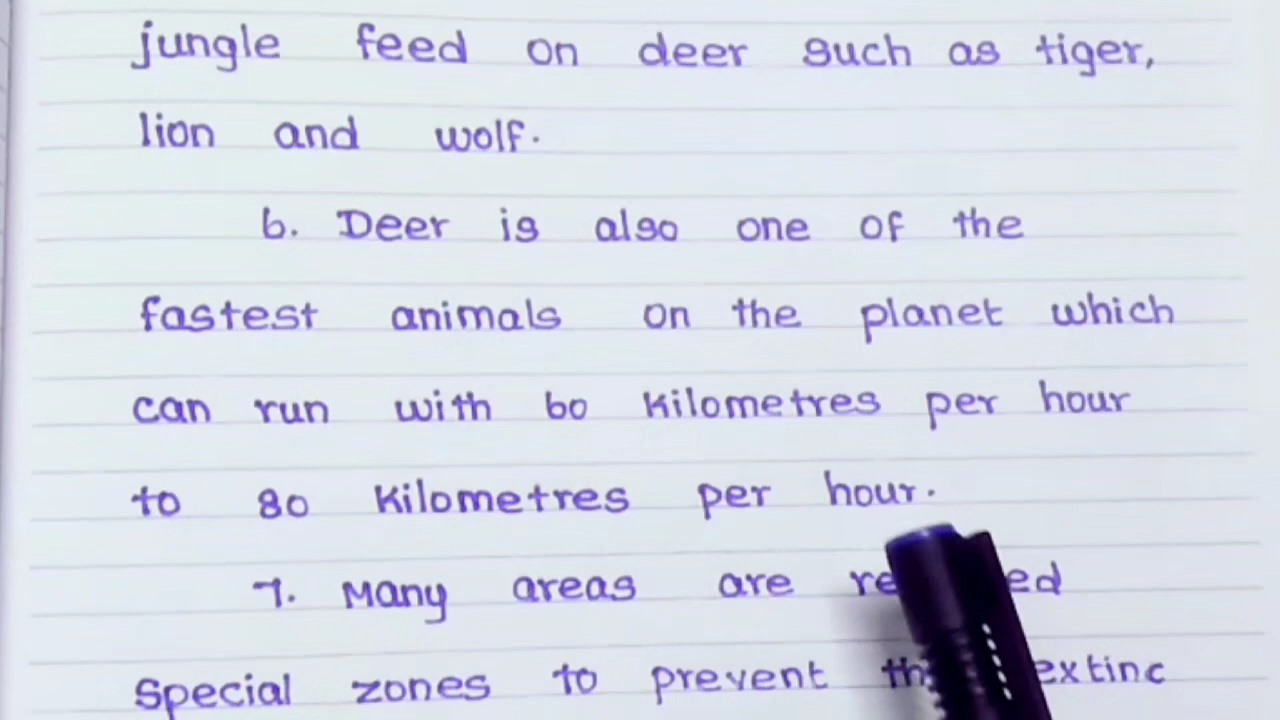 jungle feed on deer such as tiger,
lion and wolf.
6. Deer is also one of the
fastest animals on the planet which
can run with 60 kilometres per hour
to 80 kilometres per hour.
7. Many areas are
special zones to prevent extinc